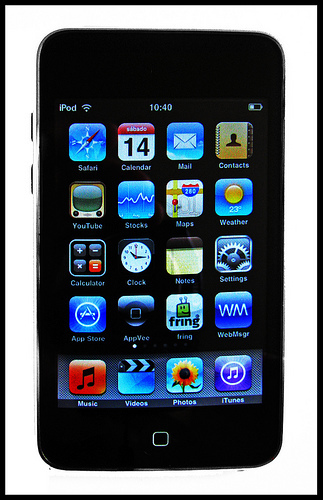 iPod 10:40
sábado
14
Safari Calendar Mail Contacts
280
23°
YouTube Stocks Maps Weather
Calculator Clock Notes Settings
fring
WM
App Store AppVee fring WebMsgr
Music Videos Photos iTunes